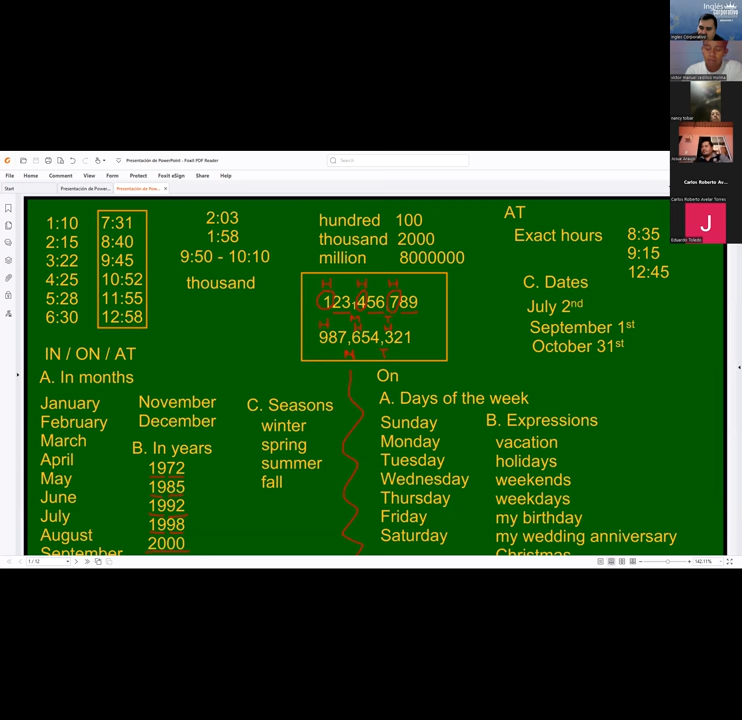 Inglés
Corporativo
Inglés Corporativo
nancy tobar
Carlos Roberto Av...
Carlos Roberto Avelar Torres
J
Eduardo Toledo
Presentación de PowerPoint - Foxit PDF Reader
Search
File Home Comment View Form Protect Foxit eSign Share Help
Start Presentación de Power... Presentación de Pow...
1:10 7:31
2:15 8:40
3:22 9:45
4:25 10:52
5:28 11:55
6:30 12:58
2:03
1:58
9:50 - 10:10
thousand
hundred 100
thousand 2000
million 8000000
H H H
123,456 789
H M H T H
987,654,321
M T
AT
Exact hours 8:35
9:15
12:45
C. Dates
July 2nd
September 1st
October 31st
IN / ON / AT
A. In months
January
February
March
April
May
June
July
August
September
November
December
B. In years
1972
1985
1992
1998
2000
C. Seasons
winter
spring
summer
fall
On
A. Days of the week
Sunday
Monday
Tuesday
Wednesday
Thursday
Friday
Saturday
B. Expressions
vacation
holidays
weekends
weekdays
my birthday
my wedding anniversary
Christmas
1 / 12
142.11%